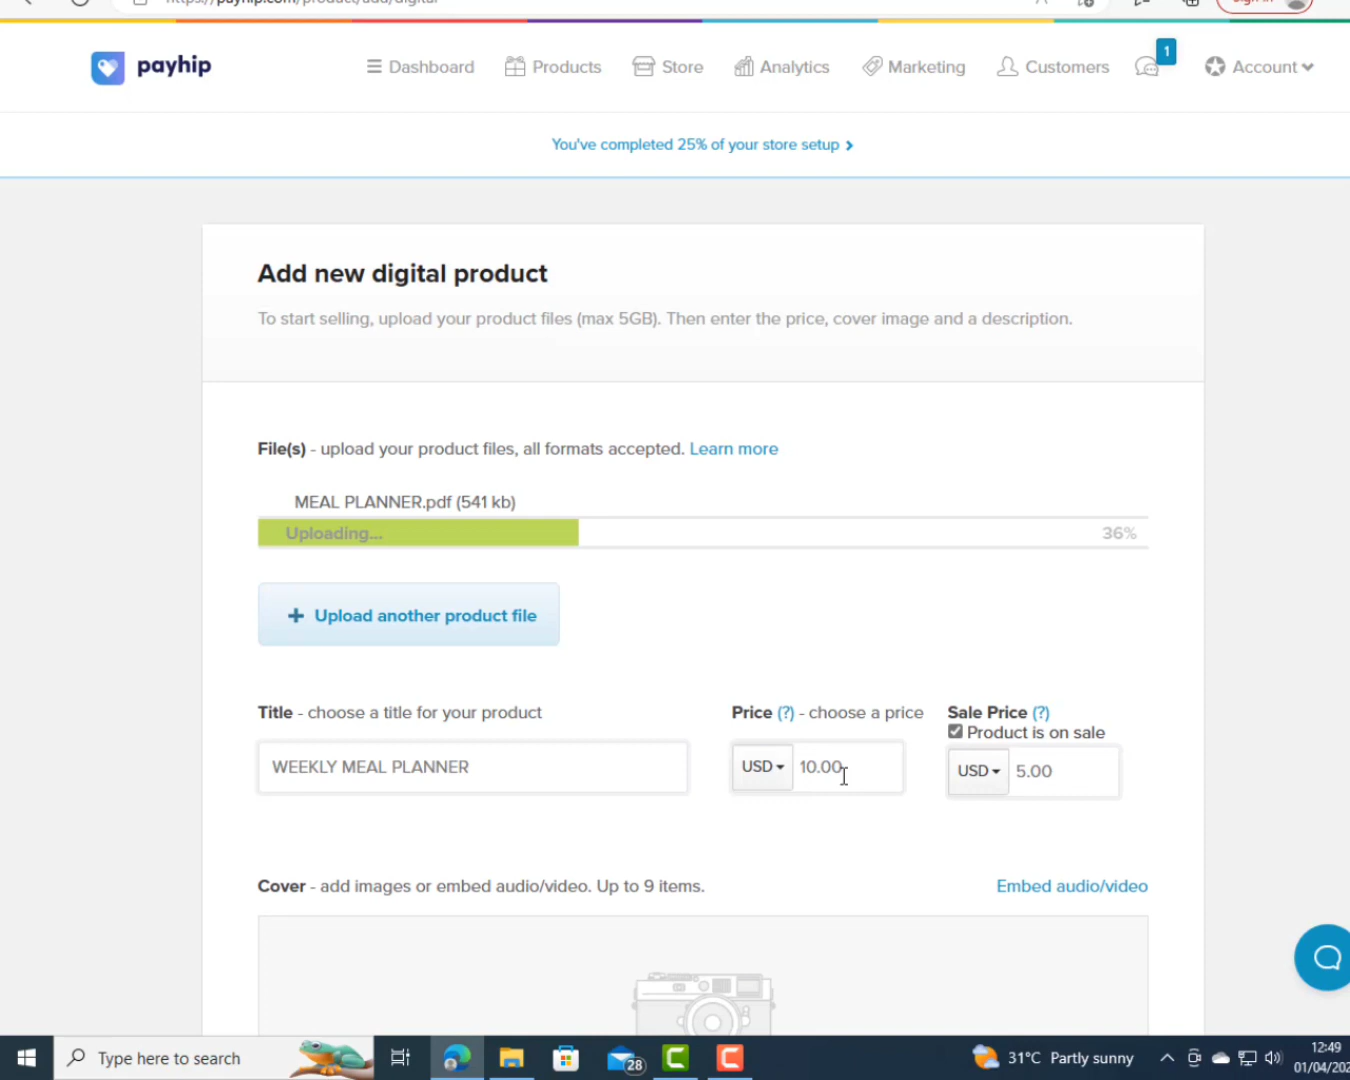 payhip
Dashboard Products Store Analytics Marketing 1 Customers Account
You've completed 25% of your store setup
Add new digital product
To start selling, upload your product files (max 5GB). Then enter the price, cover image and a description.
File(s) - upload your product files, all formats accepted. Learn more
MEAL PLANNER.pdf (541 kb)
Uploading... 36%
+ Upload another product file
Title - choose a title for your product
Price (?) - choose a price
Sale Price (?)
Product is on sale
WEEKLY MEAL PLANNER
USD 10.00
USD 5.00
Cover - add images or embed audio/video. Up to 9 items. Embed audio/video
Type here to search
28
31°C Partly sunny
12:49